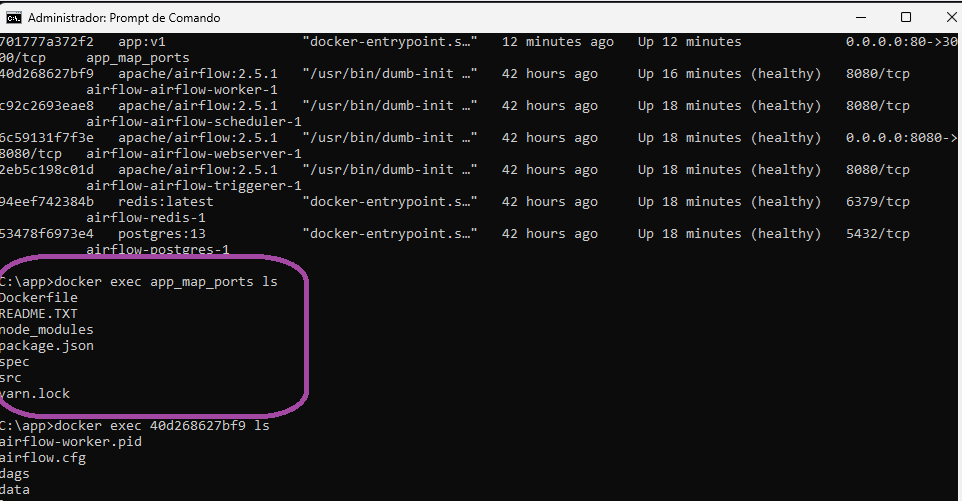 Administrador: Prompt de Comando
701777a372f2   app:v1                 "docker-entrypoint.s…"   12 minutes ago   Up 12 minutes             0.0.0.0:80->30
00/tcp     app_map_ports
40d268627bf9   apache/airflow:2.5.1   "/usr/bin/dumb-init …"   42 hours ago     Up 16 minutes (healthy)   8080/tcp
           airflow-airflow-worker-1
c92c2693eae8   apache/airflow:2.5.1   "/usr/bin/dumb-init …"   42 hours ago     Up 18 minutes (healthy)   8080/tcp
           airflow-airflow-scheduler-1
6c59131f7f3e   apache/airflow:2.5.1   "/usr/bin/dumb-init …"   42 hours ago     Up 18 minutes (healthy)   0.0.0.0:8080->
8080/tcp   airflow-airflow-webserver-1
2eb5c198c01d   apache/airflow:2.5.1   "/usr/bin/dumb-init …"   42 hours ago     Up 18 minutes (healthy)   8080/tcp
           airflow-airflow-triggerer-1
94eef742384b   redis:latest           "docker-entrypoint.s…"   42 hours ago     Up 18 minutes (healthy)   6379/tcp
           airflow-redis-1
53478f6973e4   postgres:13            "docker-entrypoint.s…"   42 hours ago     Up 18 minutes (healthy)   5432/tcp
           airflow-postgres-1
C:\app>docker exec app_map_ports ls
Dockerfile
README.TXT
node_modules
package.json
spec
src
yarn.lock
C:\app>docker exec 40d268627bf9 ls
airflow-worker.pid
airflow.cfg
dags
data